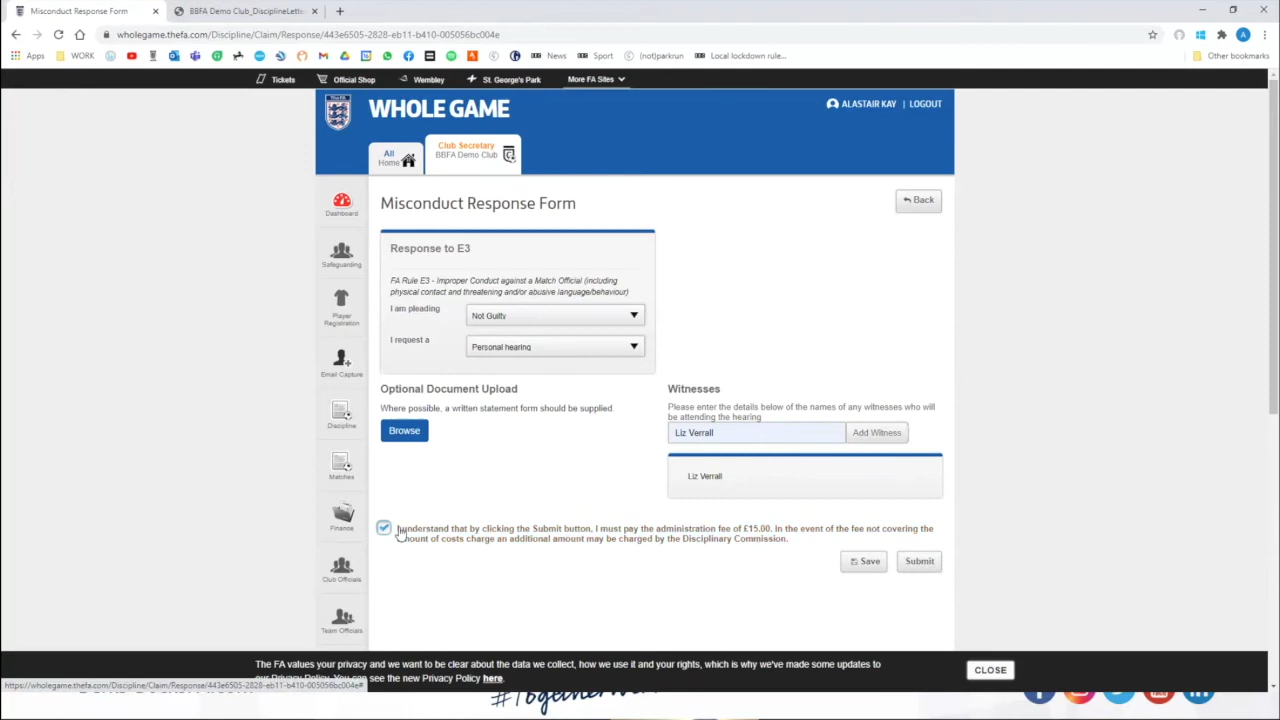 Misconduct Response Form
BBFA Demo Club_DisciplineLette
wholegame.thefa.com/Discipline/Claim/Response/443e6505-2828-eb11-b410-005056bc004e
Apps WORK News Sport (not)parkrun Local lockdown rule... Other bookmarks
Tickets Official Shop Wembley St. George's Park More FA Sites
WHOLE GAME
ALASTAIR KAY | LOGOUT
All
Home
Club Secretary
BBFA Demo Club
Dashboard
Safeguarding
Player
Registration
Email Capture
Discipline
Matches
Finance
Club Officials
Team Officials
Misconduct Response Form
Back
Response to E3
FA Rule E3 - Improper Conduct against a Match Official (including
physical contact and threatening and/or abusive language/behaviour)
I am pleading Not Guilty
I request a Personal hearing
Optional Document Upload
Where possible, a written statement form should be supplied.
Browse
Witnesses
Please enter the details below of the names of any witnesses who will
be attending the hearing
Liz Verrall Add Witness
Liz Verrall
I understand that by clicking the Submit button, I must pay the administration fee of £15.00. In the event of the fee not covering the
amount of costs charge an additional amount may be charged by the Disciplinary Commission.
Save Submit
The FA values your privacy and we want to be clear about the data we collect, how we use it and your rights, which is why we've made some updates to
our Privacy Policy. You can see the new Privacy Policy here.
CLOSE
https://wholegame.thefa.com/Discipline/Claim/Response/443e6505-2828-eb11-b410-005056bc004e#